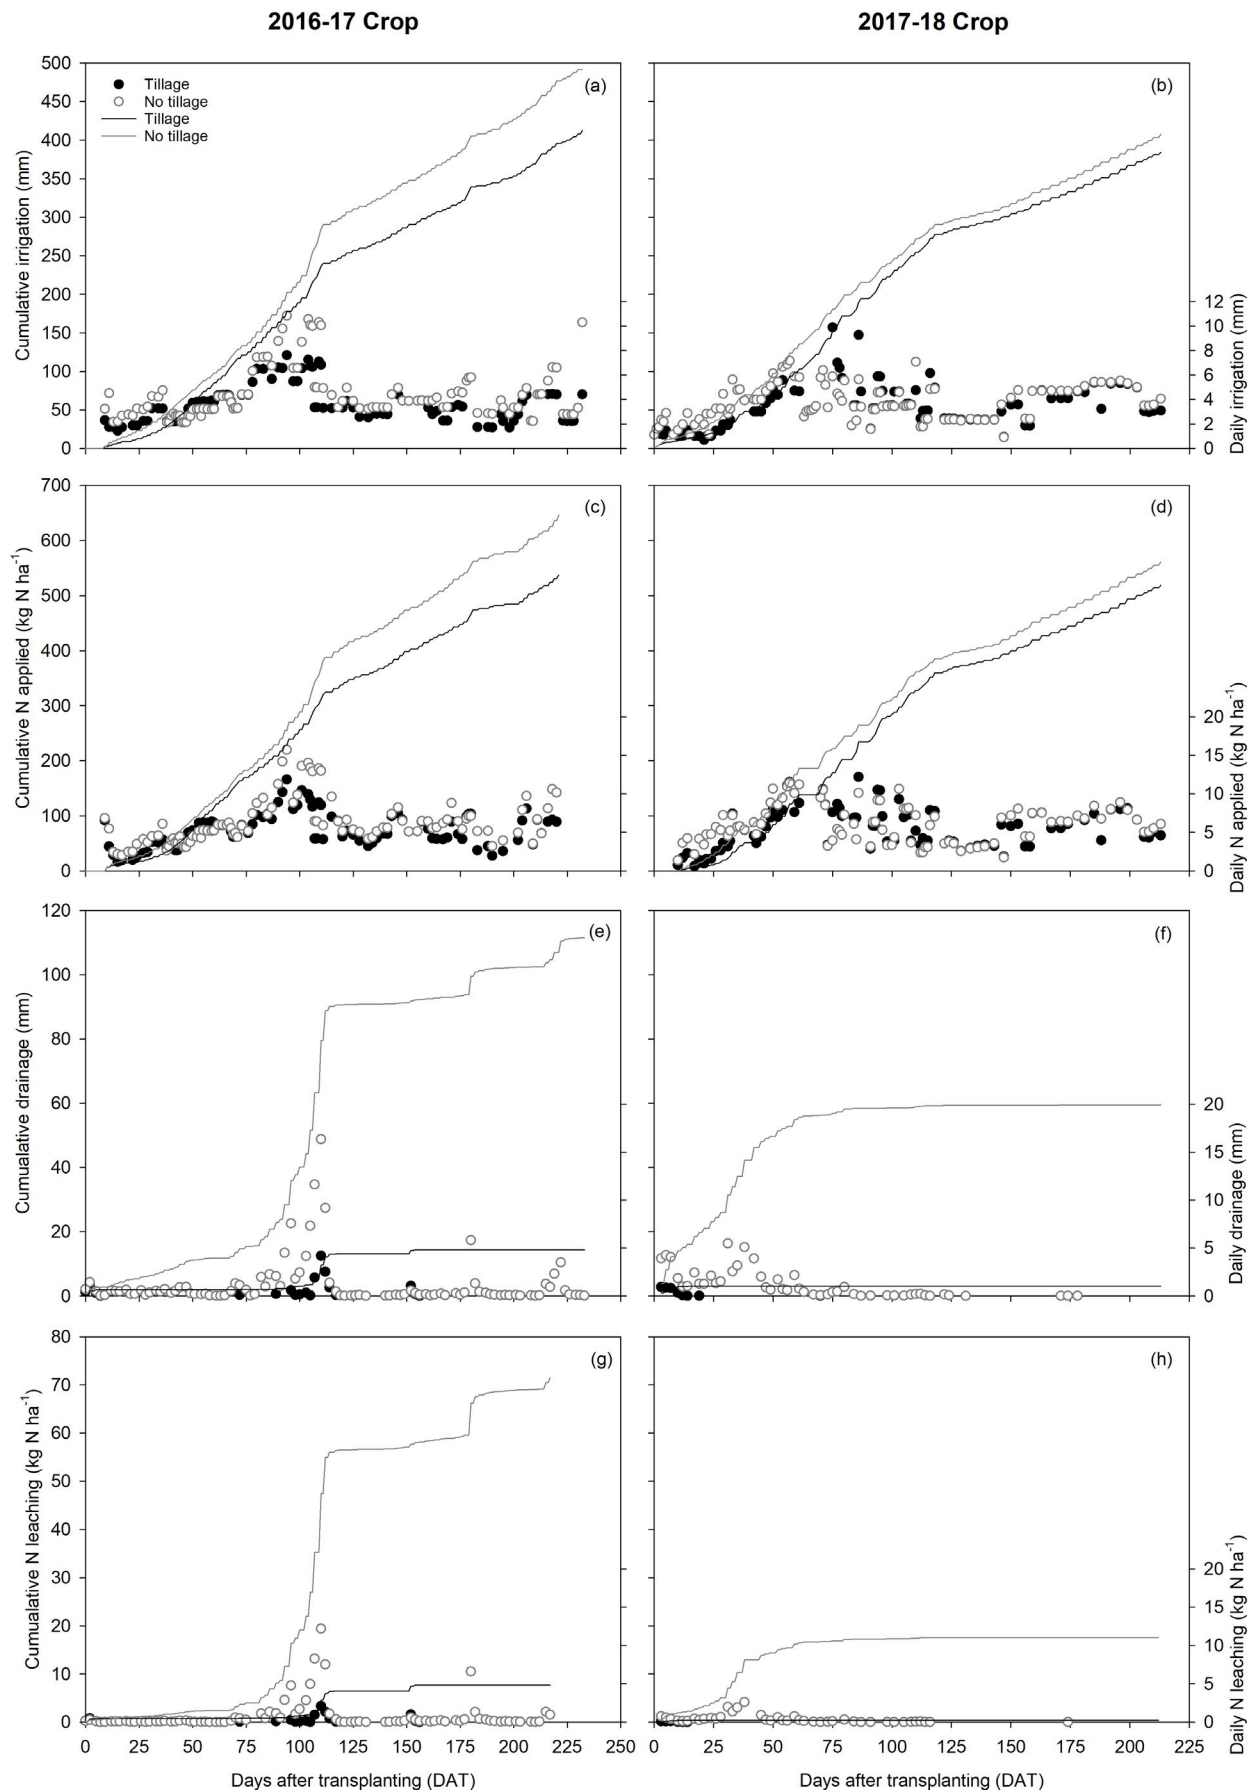 2016-17 Crop
2017-18 Crop
500
450
400
350
300
250
200
150
100
50
0
Cumulative irrigation (mm)
Tillage
No tillage
Tillage
No tillage
(a)
(b)
12
10
8
6
4
2
0
Daily irrigation (mm)
700
600
500
400
300
200
100
0
Cumulative N applied (kg N ha-1)
(c)
(d)
20
15
10
5
0
Daily N applied (kg N ha-1)
120
100
80
60
40
20
0
Cumualative drainage (mm)
(e)
(f)
20
15
10
5
0
Daily drainage (mm)
80
70
60
50
40
30
20
10
0
Cumualative N leaching (kg N ha-1)
(g)
(h)
20
15
10
5
0
Daily N leaching (kg N ha-1)
0 25 50 75 100 125 150 175 200 225 250
0 25 50 75 100 125 150 175 200 225
Days after transplanting (DAT)
Days after transplanting (DAT)